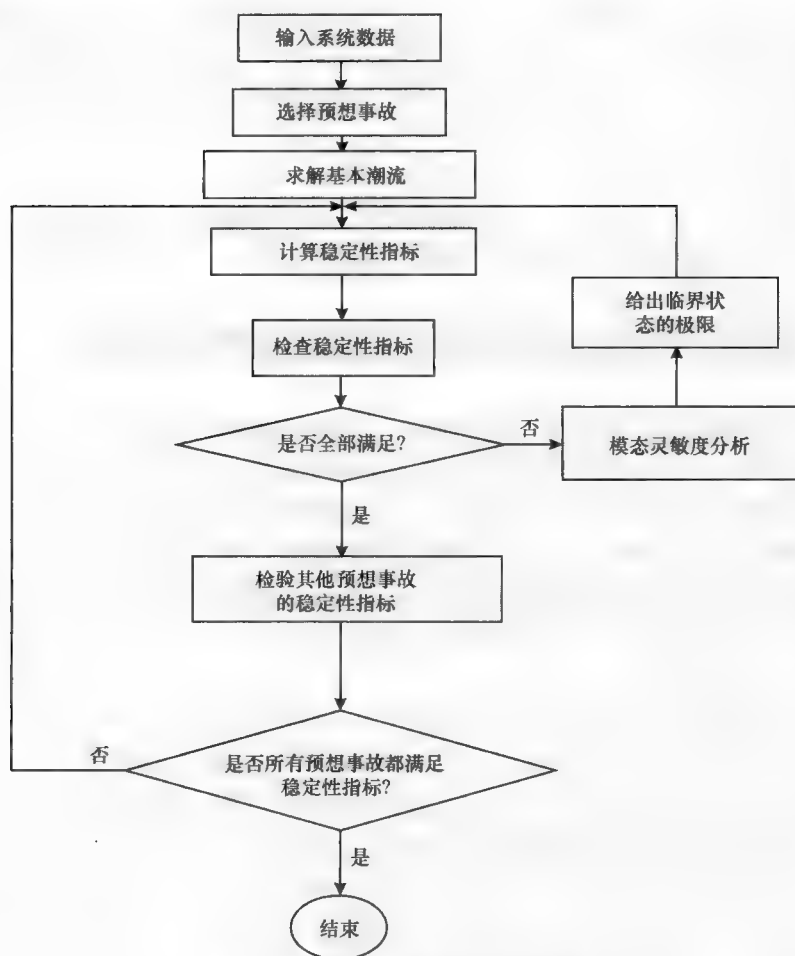 输入系统数据
选择预想事故
求解基本潮流
计算稳定性指标
给出临界状
态的极限
检查稳定性指标
是否全部满足?
否
模态灵敏度分析
是
检验其他预想事故
的稳定性指标
否
是否所有预想事故都满足
稳定性指标?
是
结束